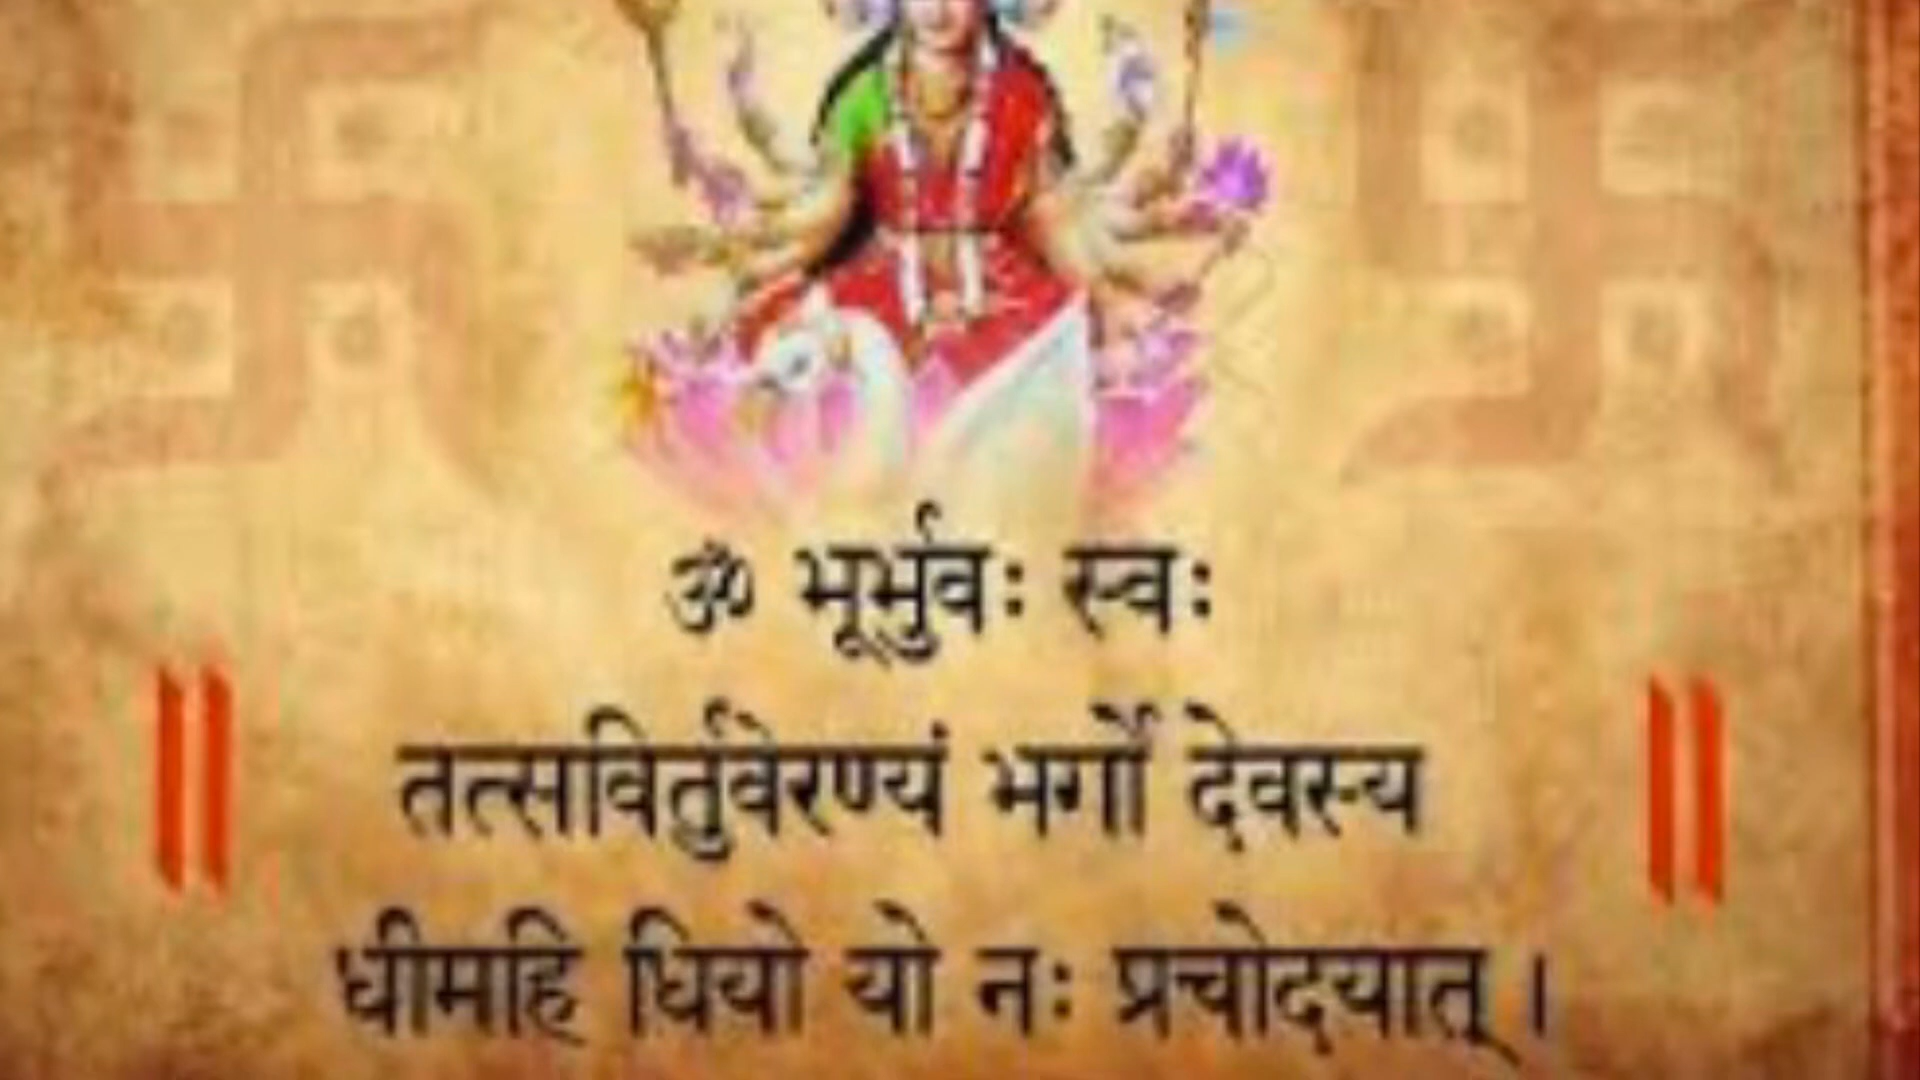 ॐ भूर्भुवः स्वः
तत्सवितुर्वरेण्यं भर्गो देवस्य
धीमहि धियो यो नः प्रचोदयात् ।